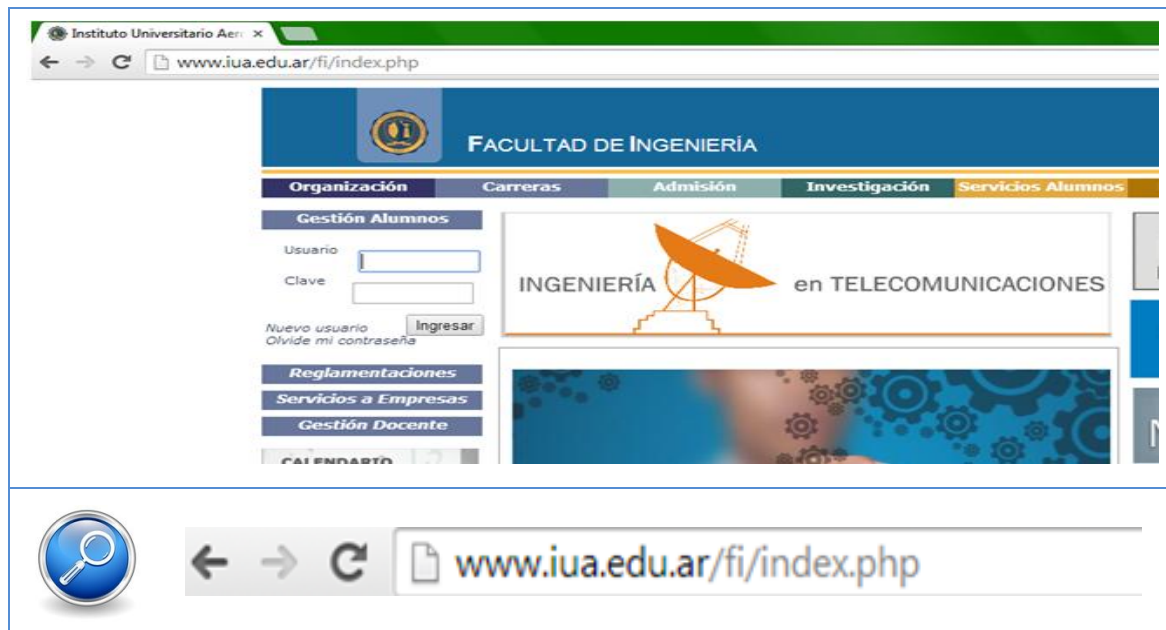 Instituto Universitario Aer
www.iua.edu.ar/fi/index.php
FACULTAD DE INGENIERÍA
Organización Carreras Admisión Investigación Servicios Alumnos
Gestión Alumnos
Usuario
Clave
Nuevo usuario Ingresar
Olvide mi contraseña
INGENIERÍA en TELECOMUNICACIONES
Reglamentaciones
Servicios a Empresas
Gestión Docente
CALENDARIO
N
www.iua.edu.ar/fi/index.php